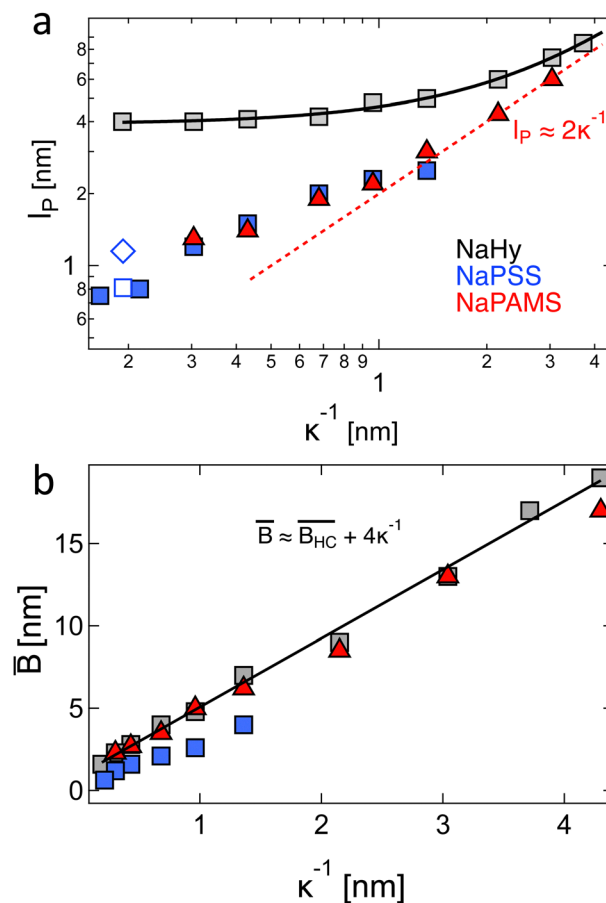 a
8
6
4
2
1
8
6
l_P [nm]
l_P ≈ 2κ⁻¹
NaHy
NaPSS
NaPAMS
2 3 4 5 6 7 8 9 1 2 3 4
κ⁻¹ [nm]
b
B̅ ≈ B_HC̅ + 4κ⁻¹
15
10
5
0
B̅ [nm]
1 2 3 4
κ⁻¹ [nm]